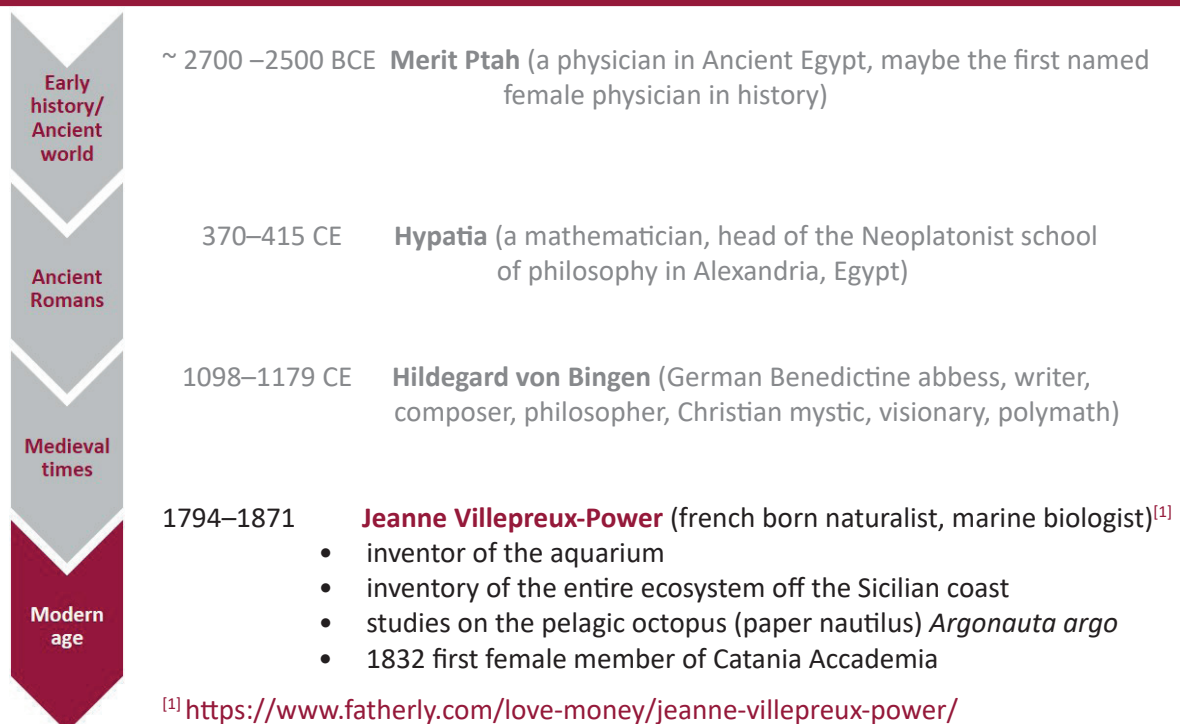 Early
history/
Ancient
world
~ 2700 –2500 BCE Merit Ptah (a physician in Ancient Egypt, maybe the first named
female physician in history)
Ancient
Romans
370–415 CE Hypatia (a mathematician, head of the Neoplatonist school
of philosophy in Alexandria, Egypt)
Medieval
times
1098–1179 CE Hildegard von Bingen (German Benedictine abbess, writer,
composer, philosopher, Christian mystic, visionary, polymath)
Modern
age
1794–1871 Jeanne Villepreux-Power (french born naturalist, marine biologist)[1]
• inventor of the aquarium
• inventory of the entire ecosystem off the Sicilian coast
• studies on the pelagic octopus (paper nautilus) Argonauta argo
• 1832 first female member of Catania Accademia
[1] https://www.fatherly.com/love-money/jeanne-villepreux-power/